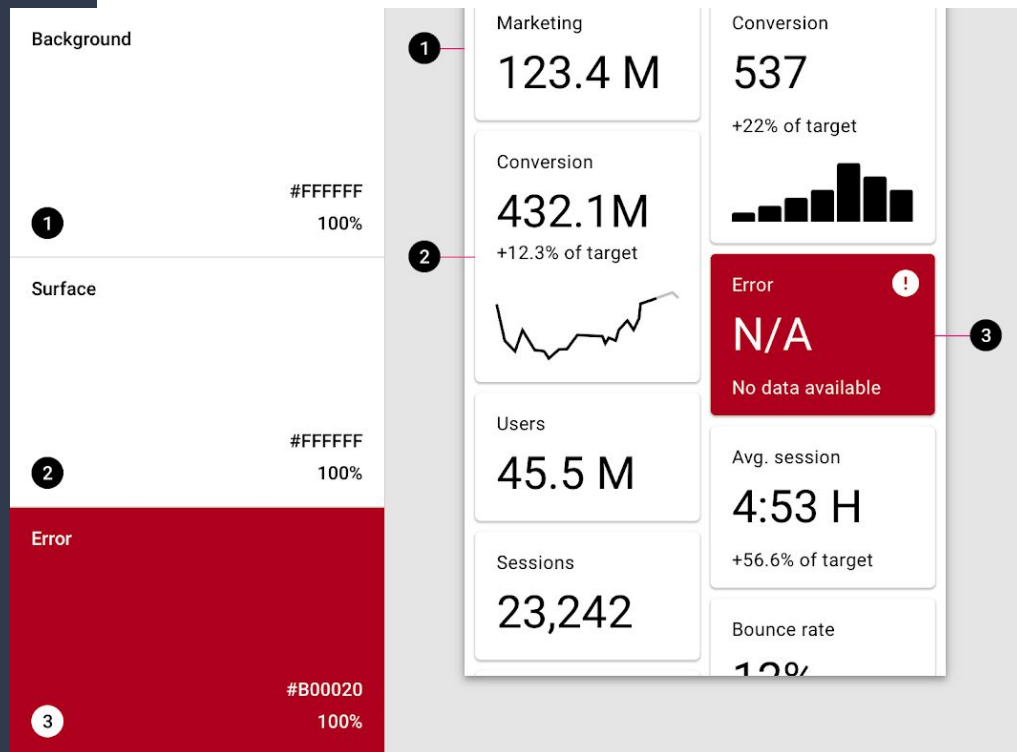 Background
#FFFFFF
1
100%
Surface
#FFFFFF
2
100%
Error
#B00020
3
100%
1
Marketing
123.4 M
2
Conversion
432.1M
+12.3% of target
Users
45.5 M
Sessions
23,242
Conversion
537
+22% of target
Error
!
N/A
No data available
3
Avg. session
4:53 H
+56.6% of target
Bounce rate
12%